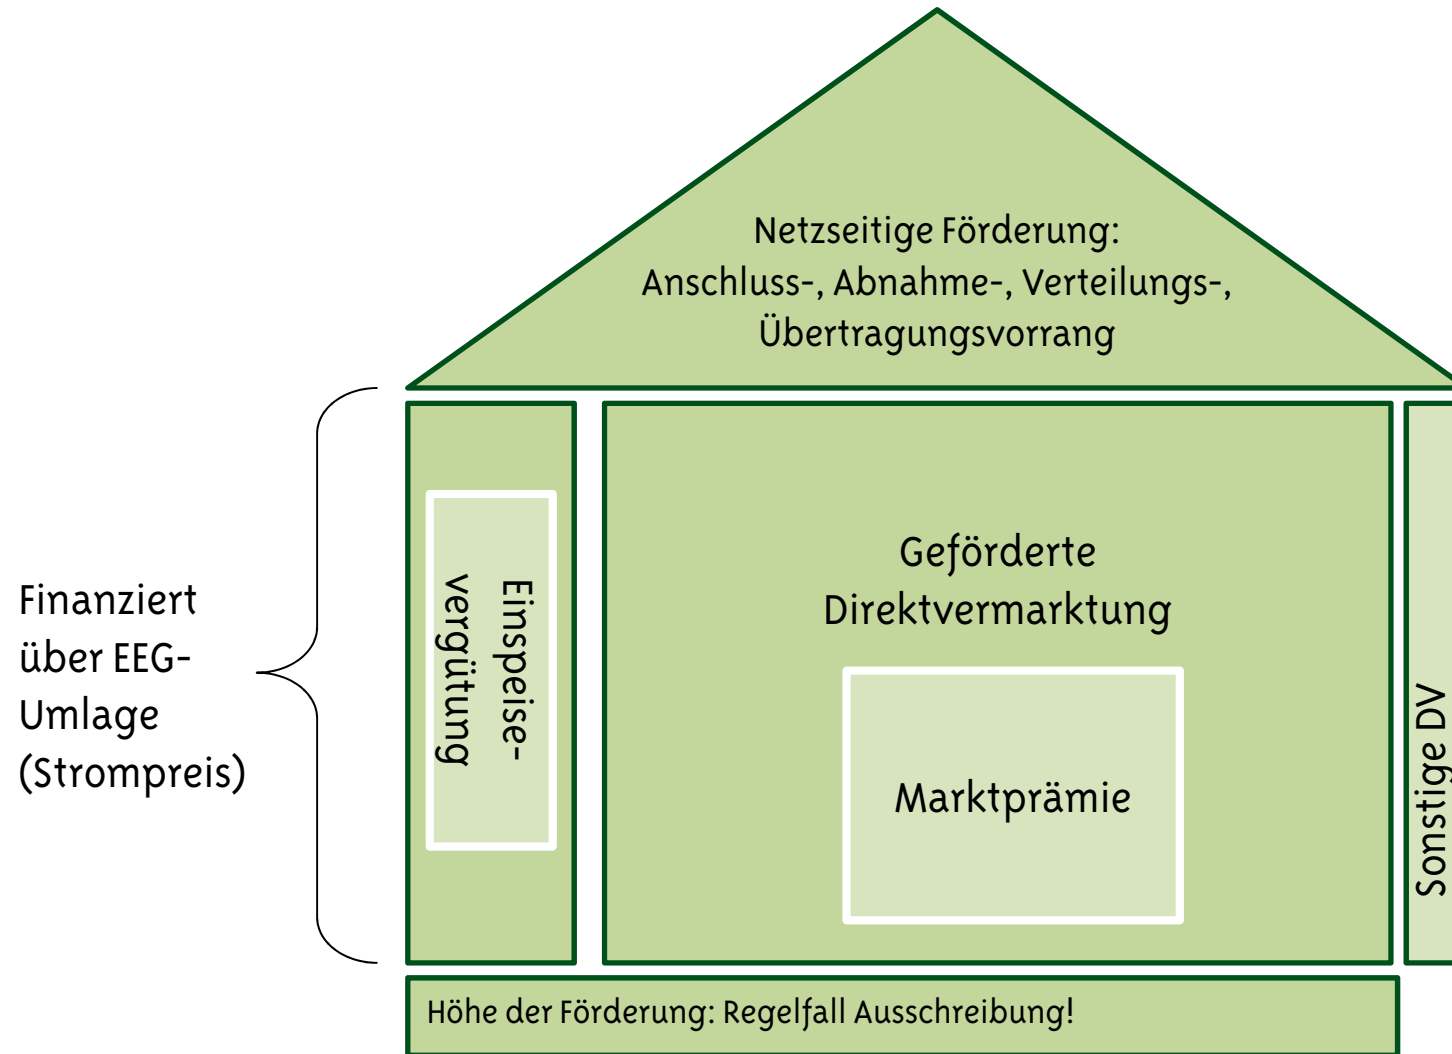 Netzseitige Förderung:
Anschluss-, Abnahme-, Verteilungs-,
Übertragungsvorrang
Finanziert
über EEG-
Umlage
(Strompreis)
Einspeise-
vergütung
Geförderte
Direktvermarktung
Marktprämie
Sonstige DV
Höhe der Förderung: Regelfall Ausschreibung!